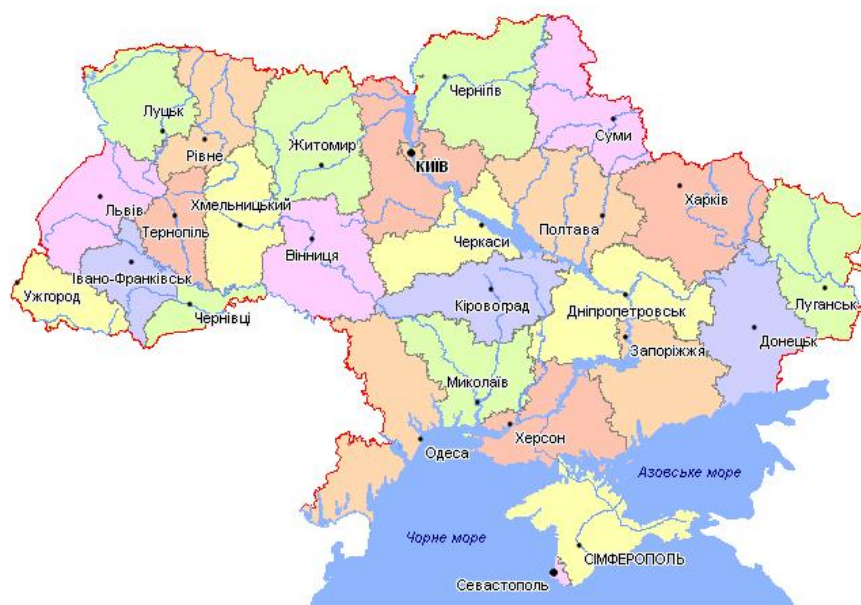 Чернігів
Луцьк
Суми
Рівне
Житомир
КИЇВ
Харків
Львів
Хмельницький
Тернопіль
Полтава
Вінниця
Черкаси
Івано-Франківськ
Ужгород
Чернівці
Кіровоград
Дніпропетровськ
Луганськ
Запоріжжя
Донецьк
Миколаїв
Херсон
Одеса
Азовське море
Чорне море
СІМФЕРОПОЛЬ
Севастополь